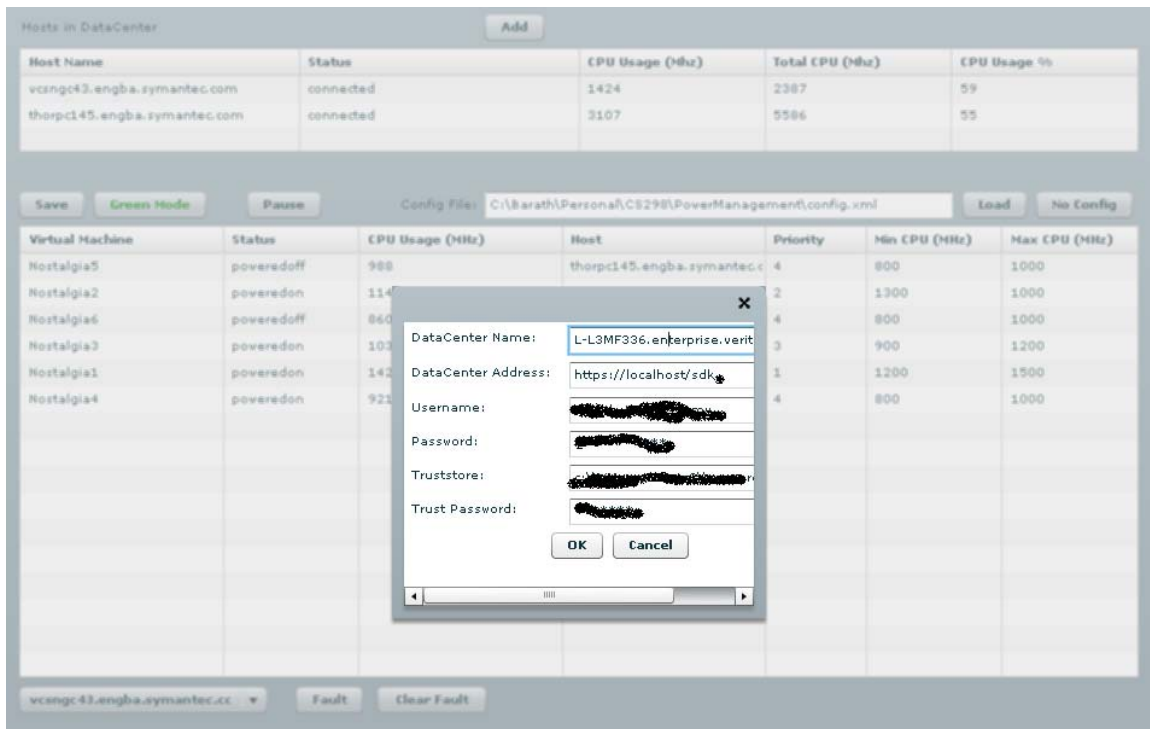 Hosts in DataCenter Add
Host Name Status CPU Usage (Mhz) Total CPU (Mhz) CPU Usage %
vcsngc43.engba.symantec.com connected 1424 2387 59
thorpc145.engba.symantec.com connected 3107 5586 55
Save Green Mode Pause Config File: C:\Barath\Personal\CS298\PowerManagement\config.xml Load No Config
Virtual Machine Status CPU Usage (MHz) Host Priority Min CPU (MHz) Max CPU (MHz)
Nostalgia5 poweredoff 988 thorpc145.engba.symantec.c 4 800 1000
Nostalgia2 poweredon 114 2 1300 1000
Nostalgia6 poweredoff 860 4 800 1000
Nostalgia3 poweredon 103 3 900 1200
Nostalgia1 poweredon 142 1 1200 1500
Nostalgia4 poweredon 921 4 800 1000
DataCenter Name: L-L3MF336.enterprise.verit
DataCenter Address: https://localhost/sdk
Username:
Password:
Truststore:
Trust Password:
OK Cancel
vcsngc43.engba.symantec.cc Fault Clear Fault